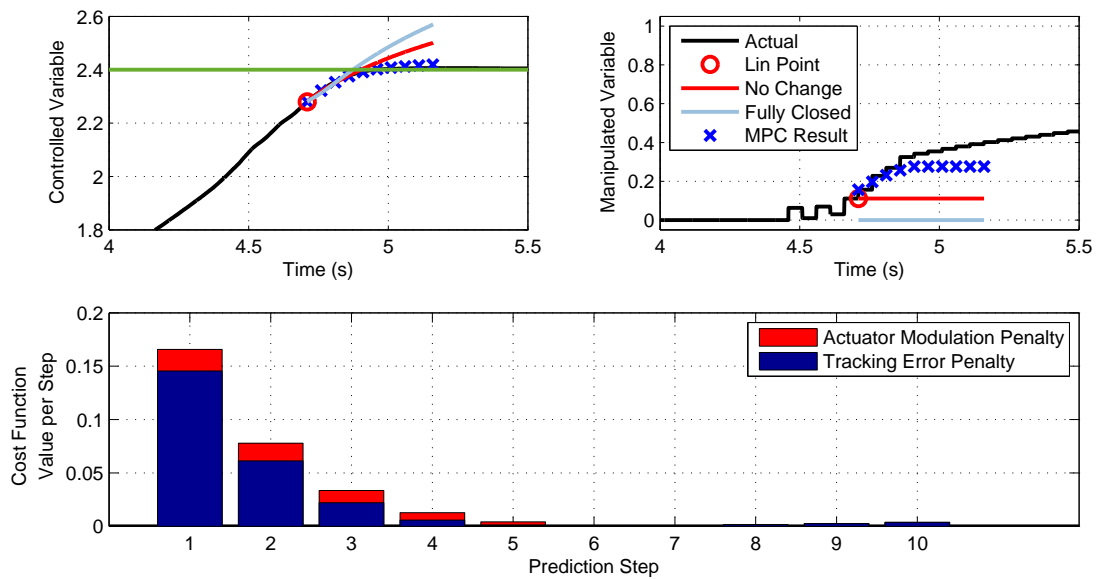 2.6
2.4
2.2
2
1.8
Controlled Variable
4
4.5
5
5.5
Time (s)
1
0.8
0.6
0.4
0.2
0
Manipulated Variable
Actual
Lin Point
No Change
Fully Closed
MPC Result
4
4.5
5
5.5
Time (s)
0.2
0.15
0.1
0.05
0
Cost Function
Value per Step
Actuator Modulation Penalty
Tracking Error Penalty
1
2
3
4
5
6
7
8
9
10
Prediction Step